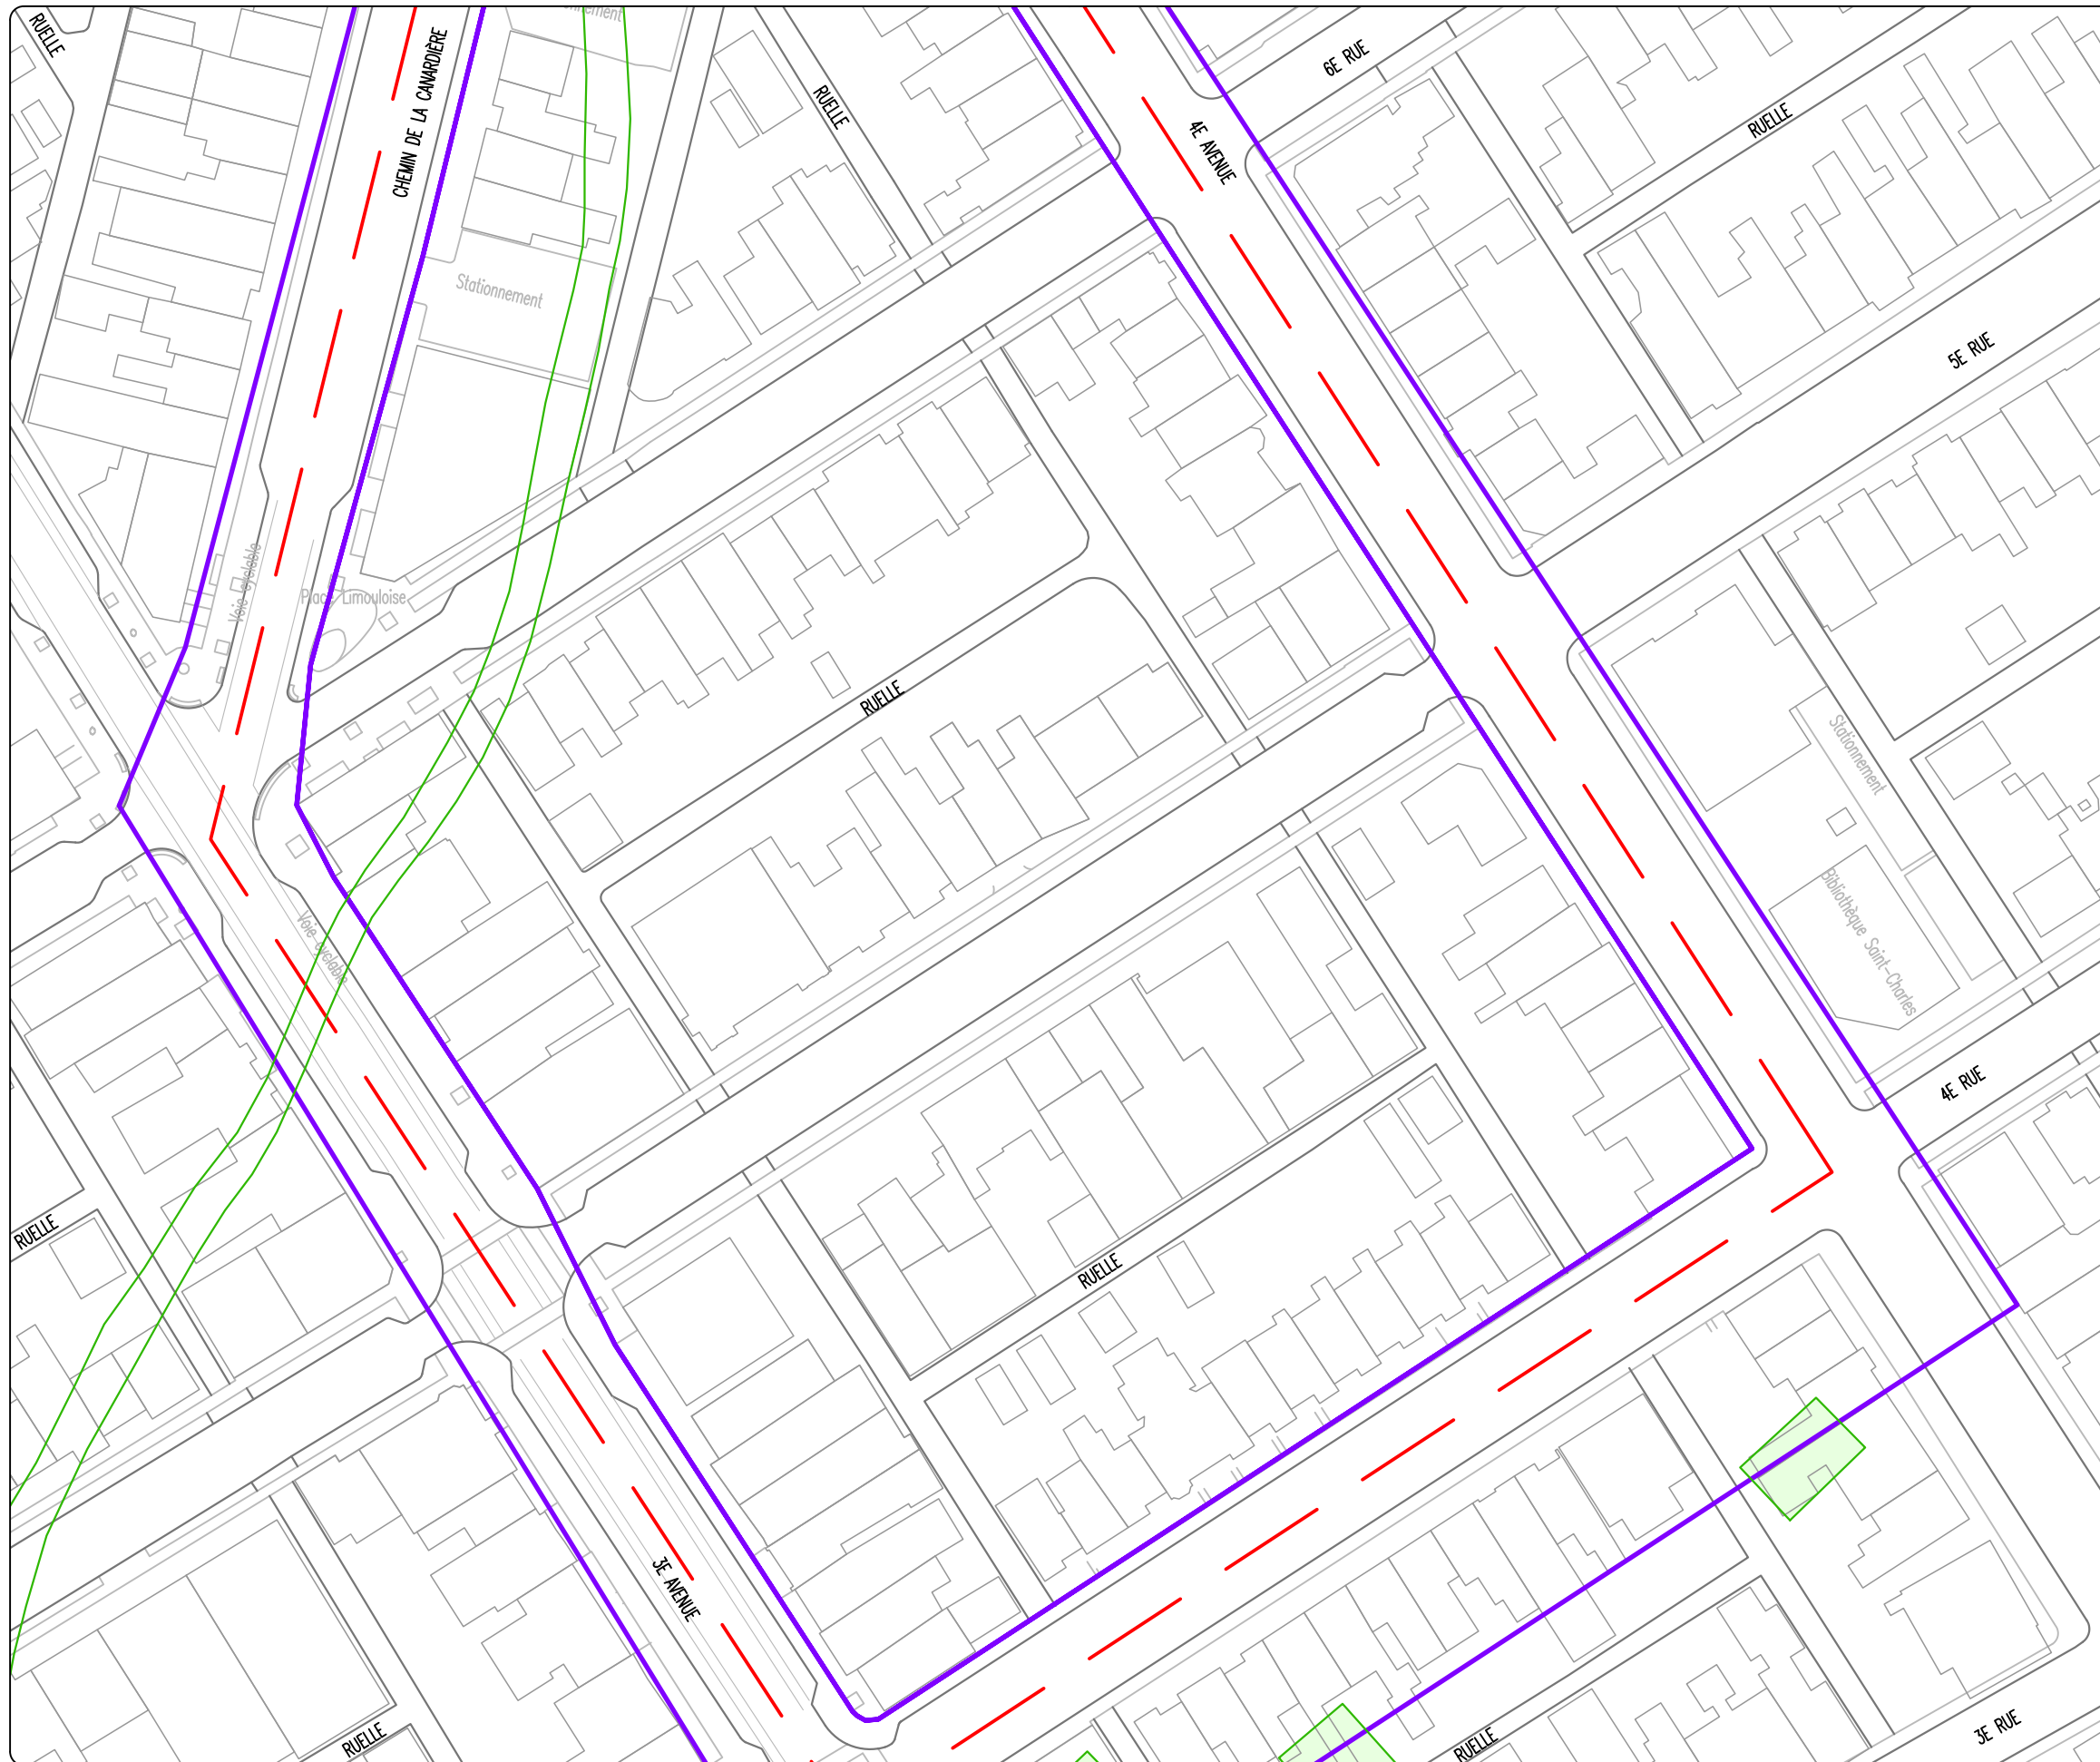 RUELLE
CHEMIN DE LA CANARDIÈRE
RUELLE
6E RUE
4E AVENUE
RUELLE
Stationnement
5E RUE
Voie cyclable
Place Limouloise
RUELLE
Stationnement
Bibliothèque Saint-Charles
Voie cyclable
4E RUE
RUELLE
RUELLE
3E AVENUE
RUELLE
RUELLE
3E RUE